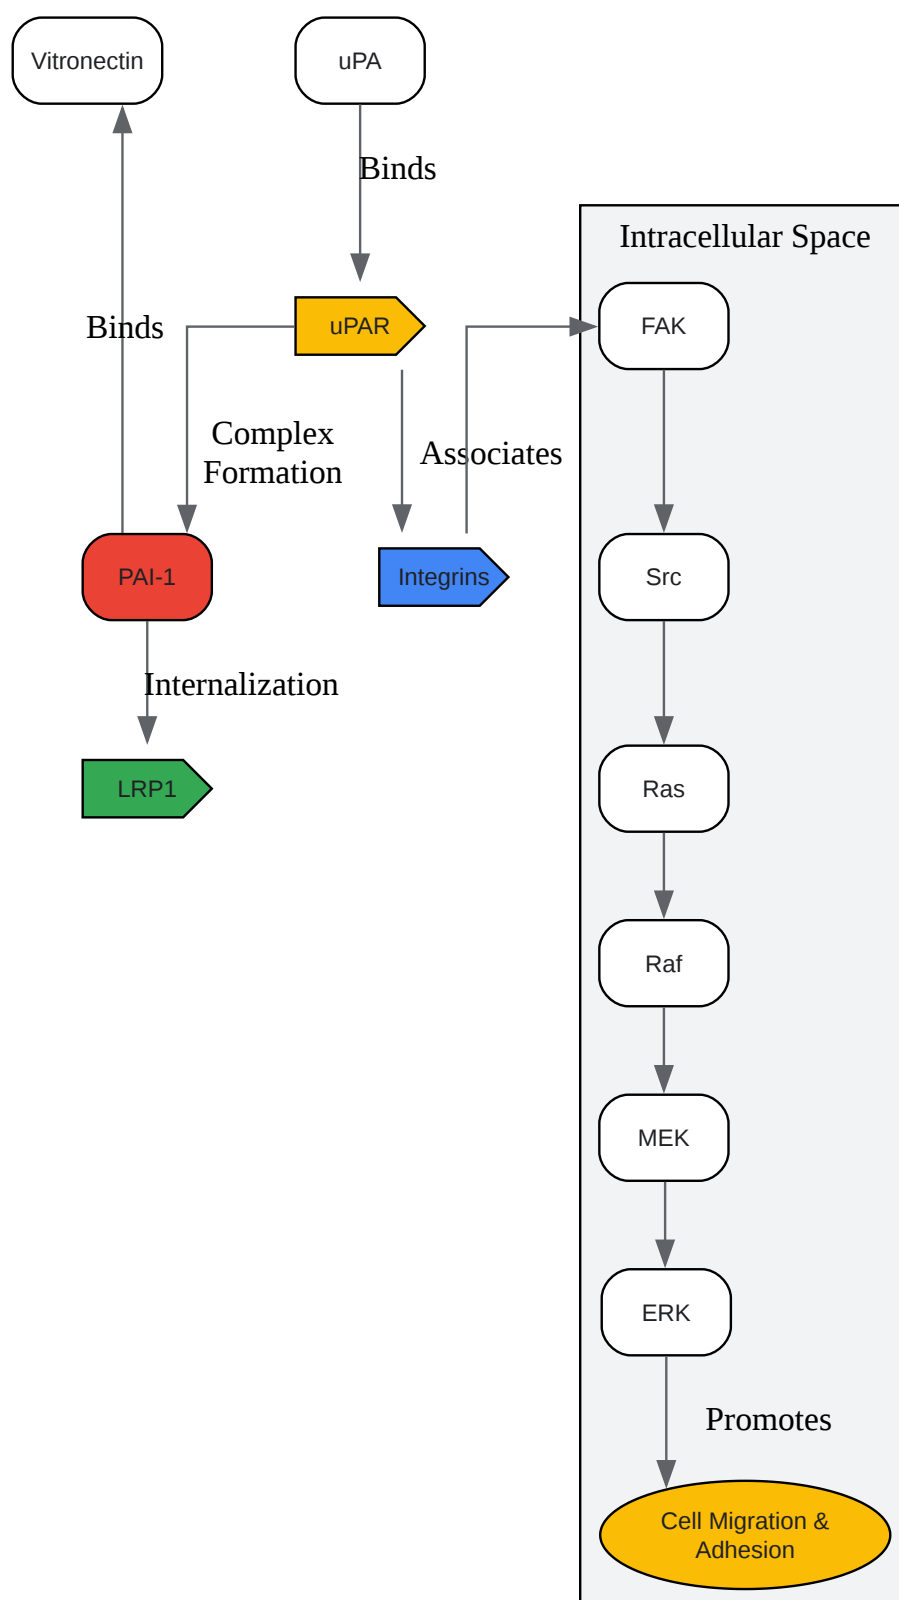 Vitronectin
uPA
Binds
Intracellular Space
Binds
uPAR
FAK
Complex
Formation
Associates
PAI-1
Integrins
Src
Internalization
LRP1
Ras
Raf
MEK
ERK
Promotes
Cell Migration &
Adhesion